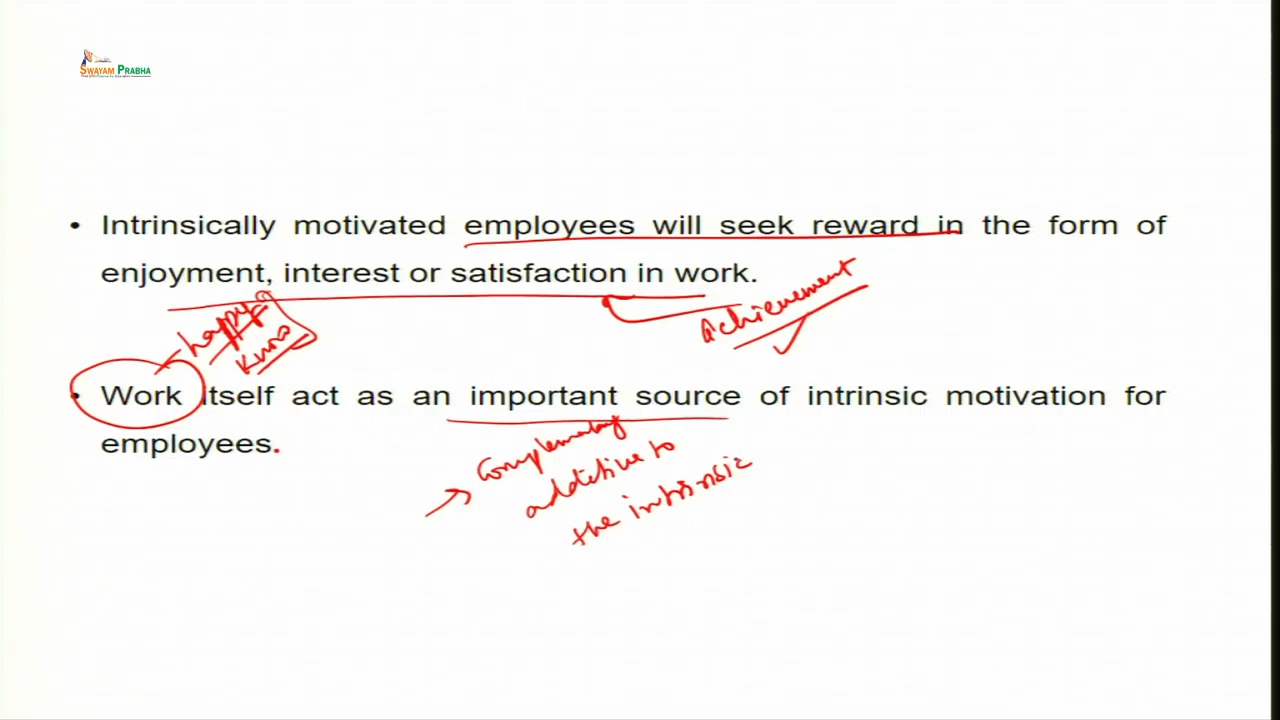 SWAYAM PRABHA
• Intrinsically motivated employees will seek reward in the form of
enjoyment, interest or satisfaction in work.
Achievement
happy
• Work itself act as an important source of intrinsic motivation for
employees.
complementary
additive to
the intrinsic